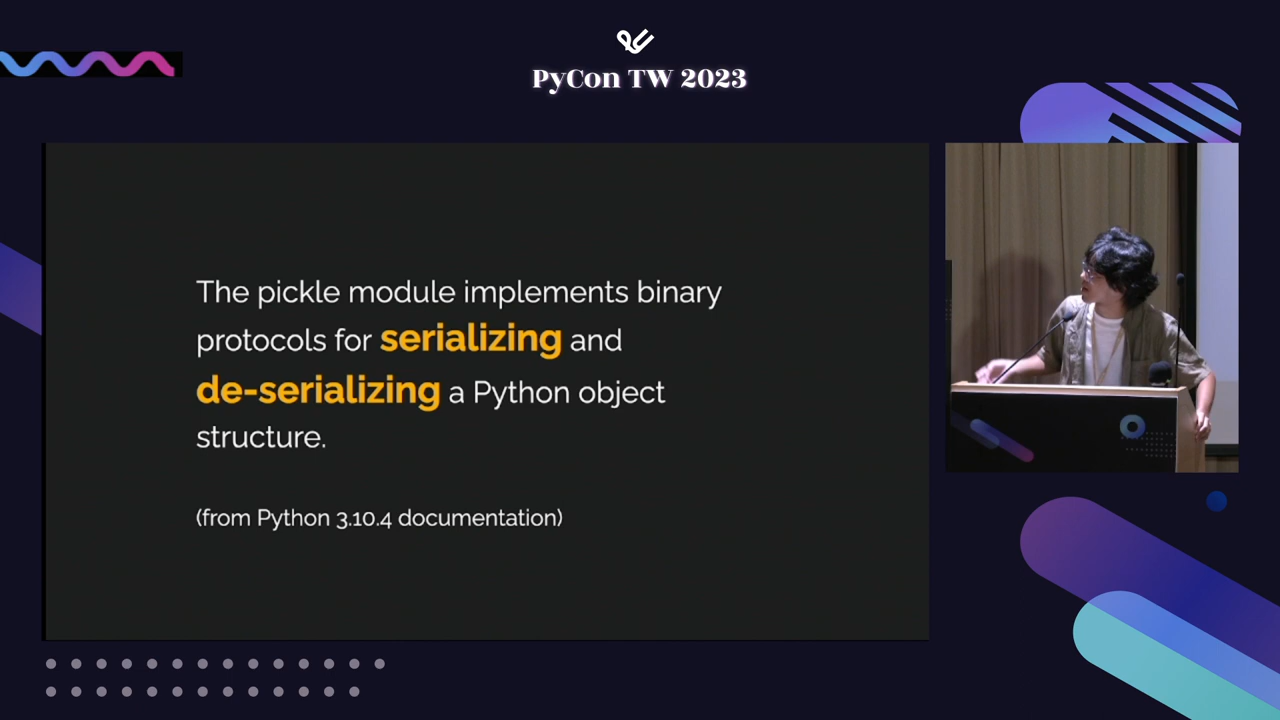 PyCon TW 2023
The pickle module implements binary
protocols for serializing and
de-serializing a Python object
structure.
(from Python 3.10.4 documentation)